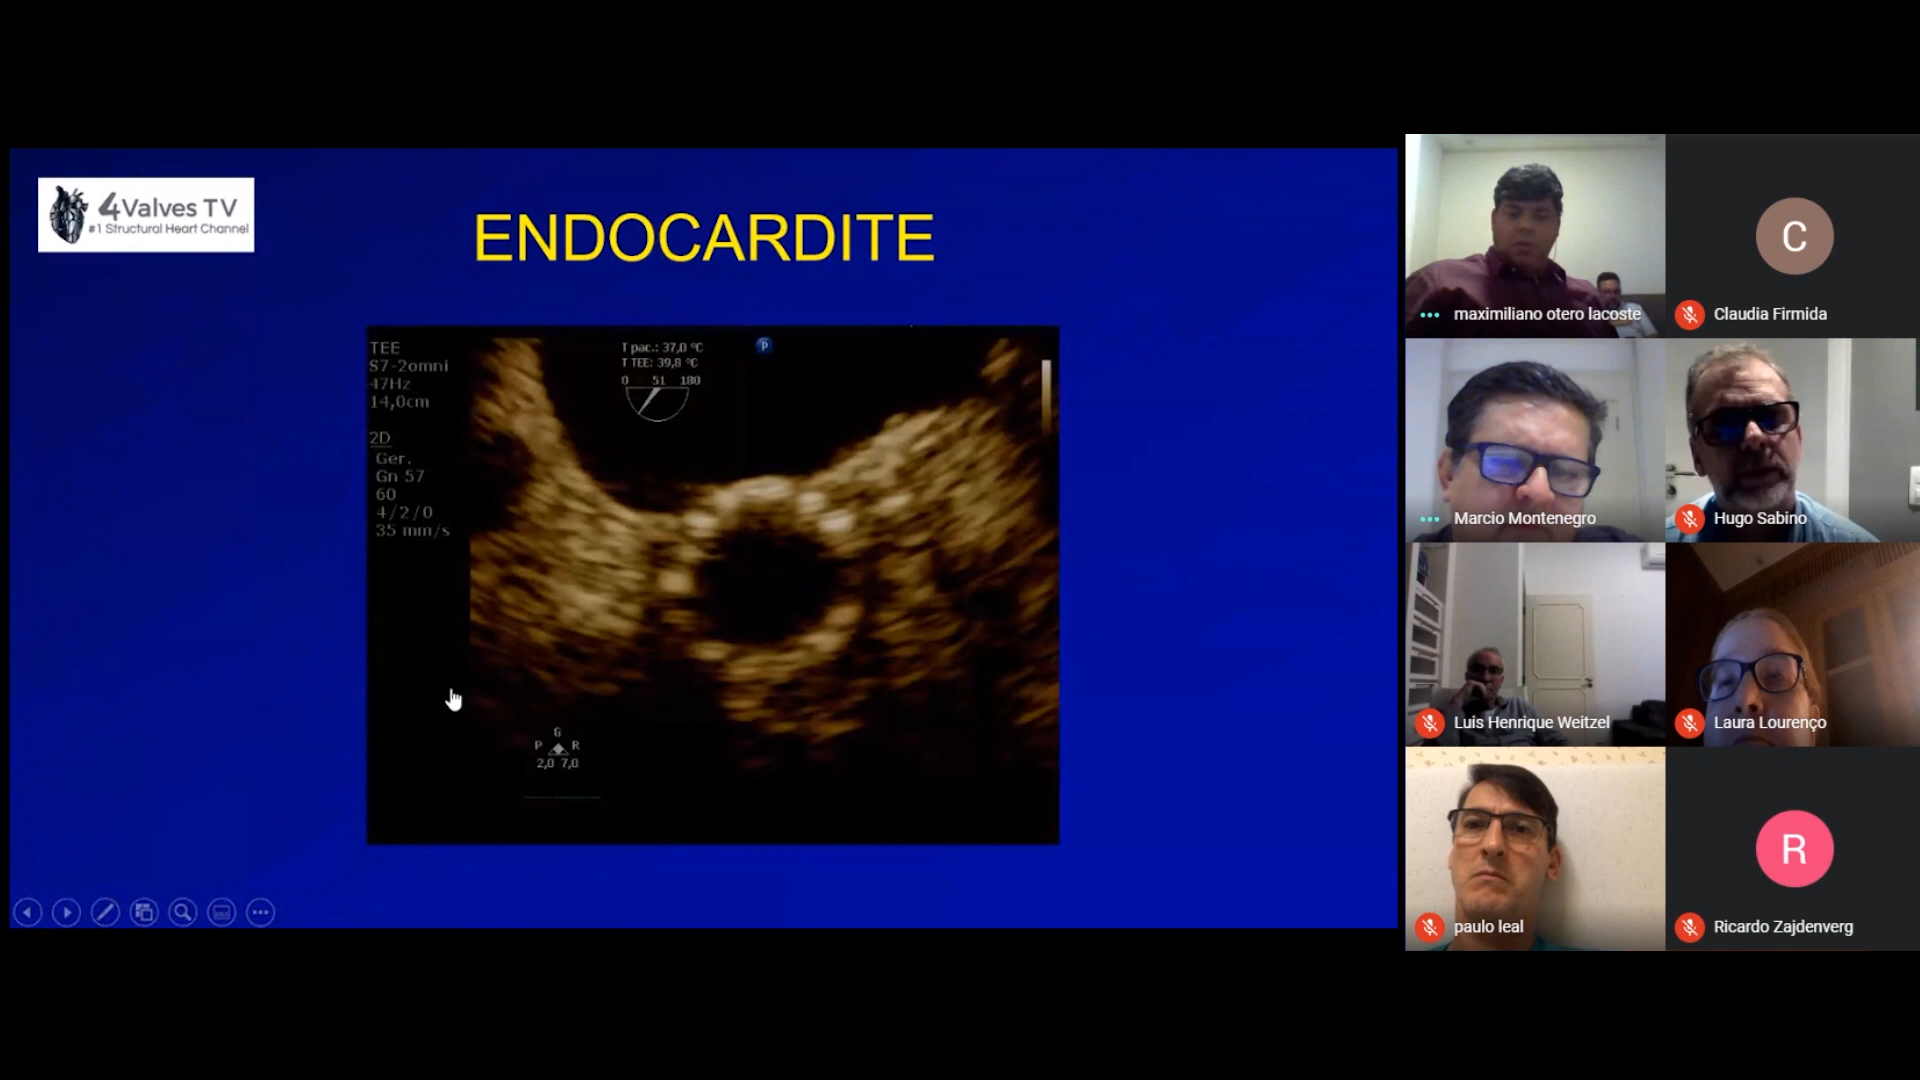 4Valves TV
#1 Structural Heart Channel
ENDOCARDITE
TEE
S7-2omni
47Hz
14,0cm
2D
Ger.
Gn 57
60
4/2/0
35 mm/s
T pac.: 37,0 ºC
T TEE: 39,8 ºC
0 51 180
P
G
P R
2,0 7,0
maximiliano otero lacoste
C
Claudia Firmida
Marcio Montenegro
Hugo Sabino
Luis Henrique Weitzel
Laura Lourenço
paulo leal
R
Ricardo Zajdenverg